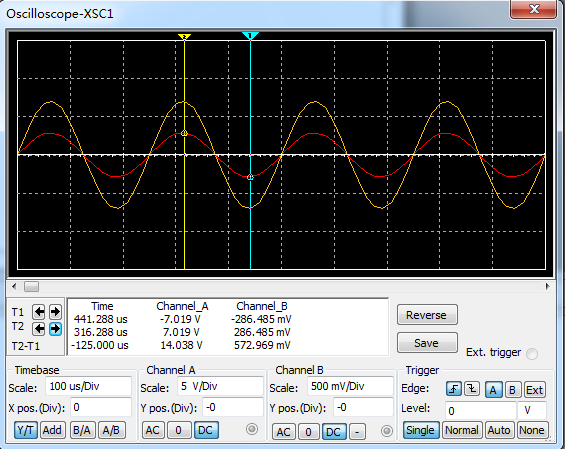 Oscilloscope-XSC1
2 1
Time Channel_A Channel_B
T1 441.288 us -7.019 V -286.485 mV
T2 316.288 us 7.019 V 286.485 mV
T2-T1 -125.000 us 14.038 V 572.969 mV
Reverse
Save
Ext. trigger
Timebase Channel A Channel B Trigger
Scale: 100 us/Div Scale: 5 V/Div Scale: 500 mV/Div Edge: A B Ext
X pos.(Div): 0 Y pos.(Div): -0 Y pos.(Div): -0 Level: 0 V
Y/T Add B/A A/B AC 0 DC AC 0 DC - Single Normal Auto None